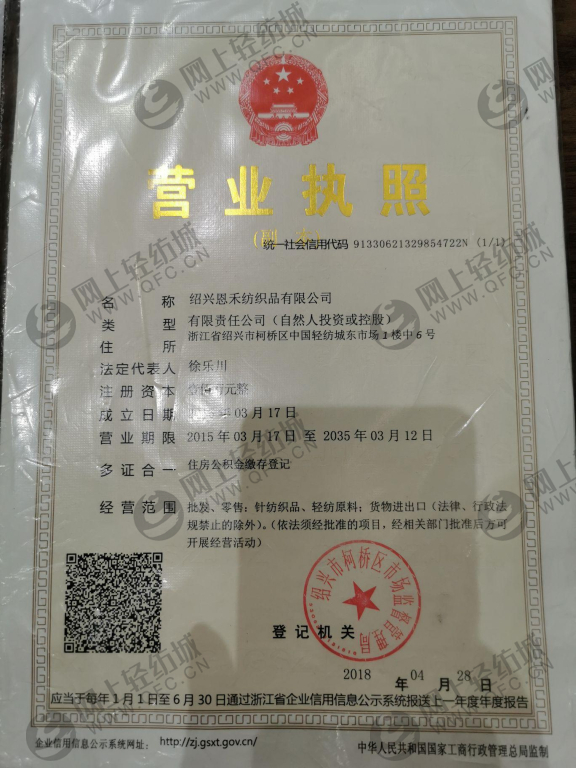 营业执照
(副 本)
统一社会信用代码 91330621329854722N (1/1)
名 称 绍兴恩禾纺织品有限公司
类 型 有限责任公司（自然人投资或控股）
住 所 浙江省绍兴市柯桥区中国轻纺城东市场1楼中6号
法定代表人 徐乐川
注册资本 元整
成立日期 03月17日
营业期限 2015年03月17日 至 2035年03月12日
多证合一 住房公积金缴存登记
经营范围 批发、零售：针纺织品、轻纺原料；货物进出口（法律、行政法
规禁止的除外）。（依法须经批准的项目，经相关部门批准后方可
开展经营活动）
绍兴市柯桥区市场监督管理局
登记机关
2018 年 04 月 28 日
应当于每年1月1日至6月30日通过浙江省企业信用信息公示系统报送上一年度年度报告
企业信用信息公示系统网址： http://zj.gsxt.gov.cn/
中华人民共和国国家工商行政管理总局监制
网上轻纺城
WWW.QFC.CN